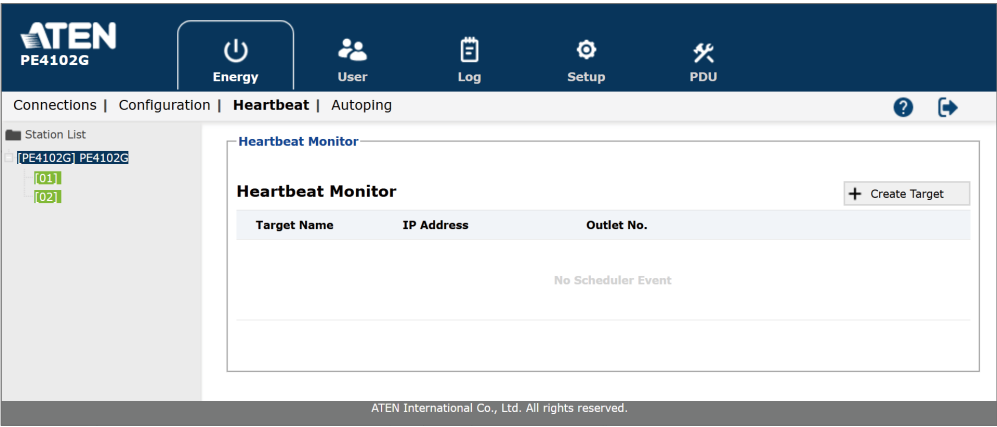 ATEN
PE4102G
Energy
User
Log
Setup
PDU
Connections | Configuration | Heartbeat | Autoping
Station List
[PE4102G] PE4102G
[01]
[02]
Heartbeat Monitor
Heartbeat Monitor
Create Target
Target Name IP Address Outlet No.
No Scheduler Event
ATEN International Co., Ltd. All rights reserved.